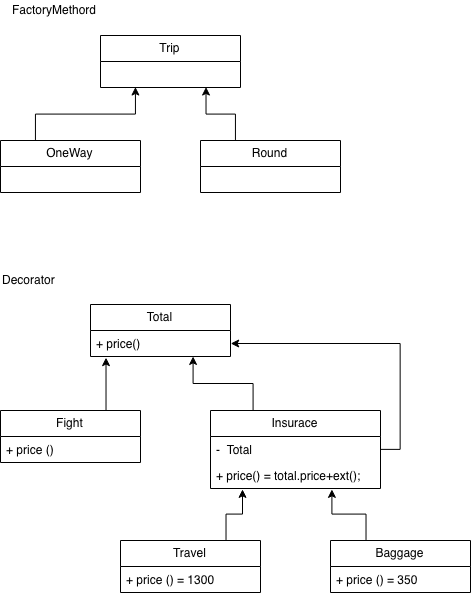 FactoryMethord
Trip
OneWay
Round
Decorator
Total
+ price()
Fight
+ price ()
Insurace
- Total
+ price() = total.price+ext();
Travel
+ price () = 1300
Baggage
+ price () = 350